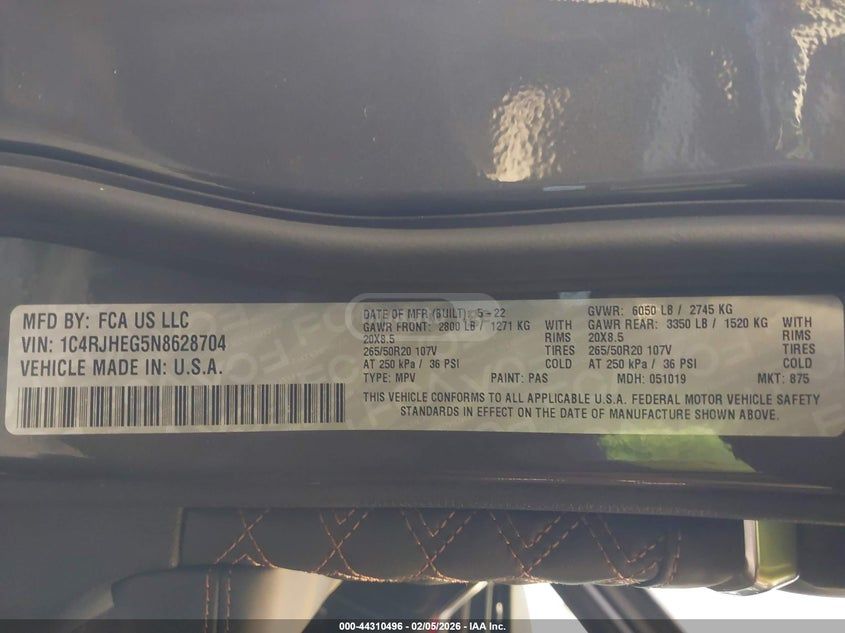 MFD BY: FCA US LLC
VIN: 1C4RJHEG5N8628704
VEHICLE MADE IN: U.S.A.
DATE OF MFR (BUILT): 5-22 GVWR: 6050 LB / 2745 KG
GAWR FRONT: 2800 LB / 1271 KG WITH GAWR REAR: 3350 LB / 1520 KG WITH
20X8.5 RIMS 20X8.5 RIMS
265/50R20 107V TIRES 265/50R20 107V TIRES
AT 250 kPa / 36 PSI COLD AT 250 kPa / 36 PSI COLD
TYPE: MPV PAINT: PAS MDH: 051019 MKT: 875
THIS VEHICLE CONFORMS TO ALL APPLICABLE U.S.A. FEDERAL MOTOR VEHICLE SAFETY
STANDARDS IN EFFECT ON THE DATE OF MANUFACTURE SHOWN ABOVE.
000-44310496 - 02/05/2026 - IAA Inc.